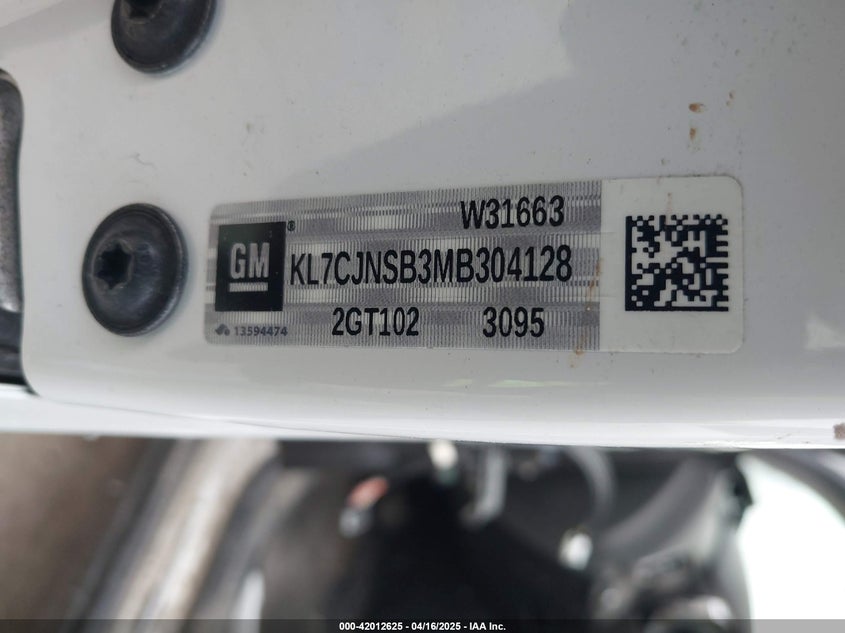 W31663
GM ®
KL7CJNSB3MB304128
2GT102 3095
13594474
000-42012625 - 04/16/2025 - IAA Inc.